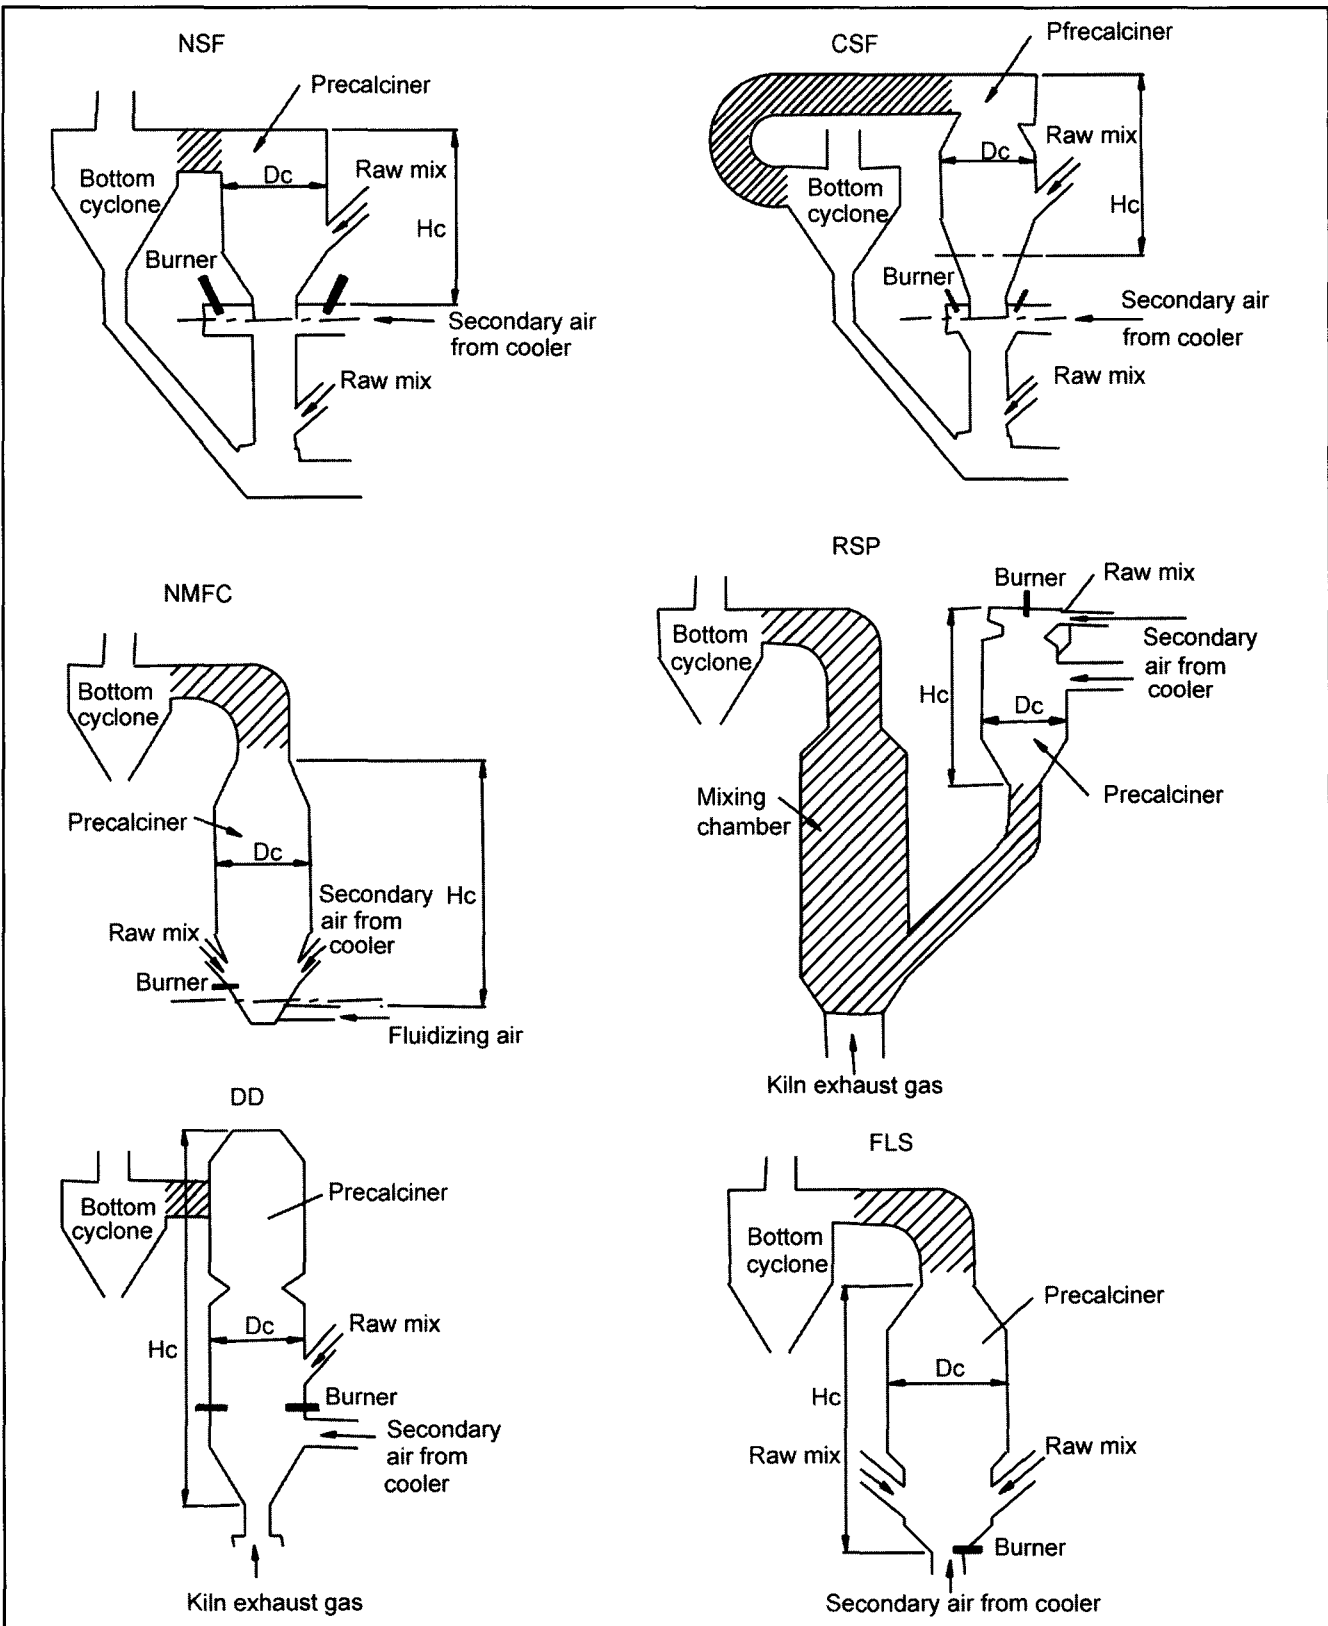 NSF
Precalciner
Dc
Raw mix
Bottom
cyclone
Hc
Burner
Secondary air
from cooler
Raw mix
CSF
Pfrecalciner
Raw mix
Dc
Bottom
cyclone
Hc
Burner
Secondary air
from cooler
Raw mix
NMFC
Bottom
cyclone
Precalciner
Dc
Secondary
air from
cooler
Hc
Raw mix
Burner
Fluidizing air
RSP
Burner
Raw mix
Bottom
cyclone
Secondary
air from
cooler
Hc
Dc
Mixing
chamber
Precalciner
Kiln exhaust gas
DD
Precalciner
Bottom
cyclone
Dc
Raw mix
Hc
Burner
Secondary
air from
cooler
Kiln exhaust gas
FLS
Bottom
cyclone
Precalciner
Dc
Hc
Raw mix
Raw mix
Burner
Secondary air from cooler